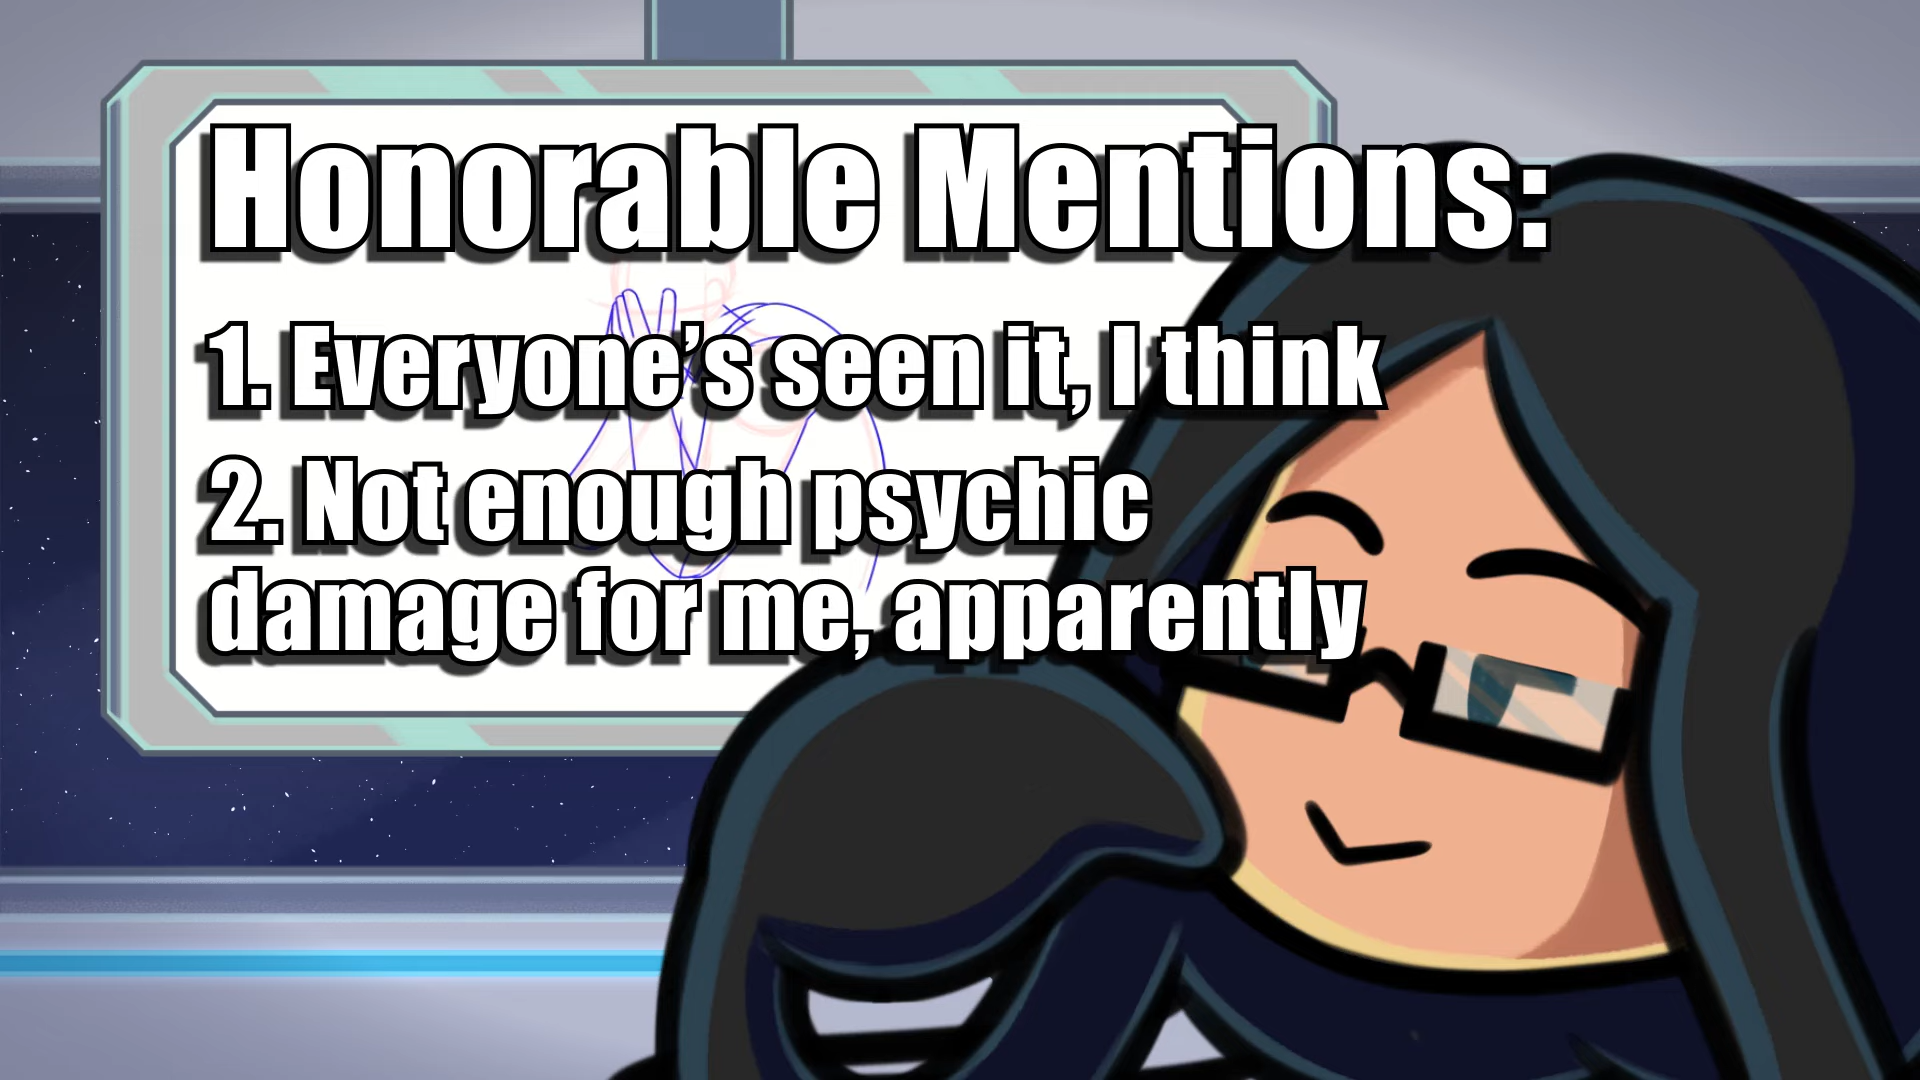 Honorable Mentions:
1. Everyone’s seen it, I think
2. Not enough psychic
damage for me, apparently